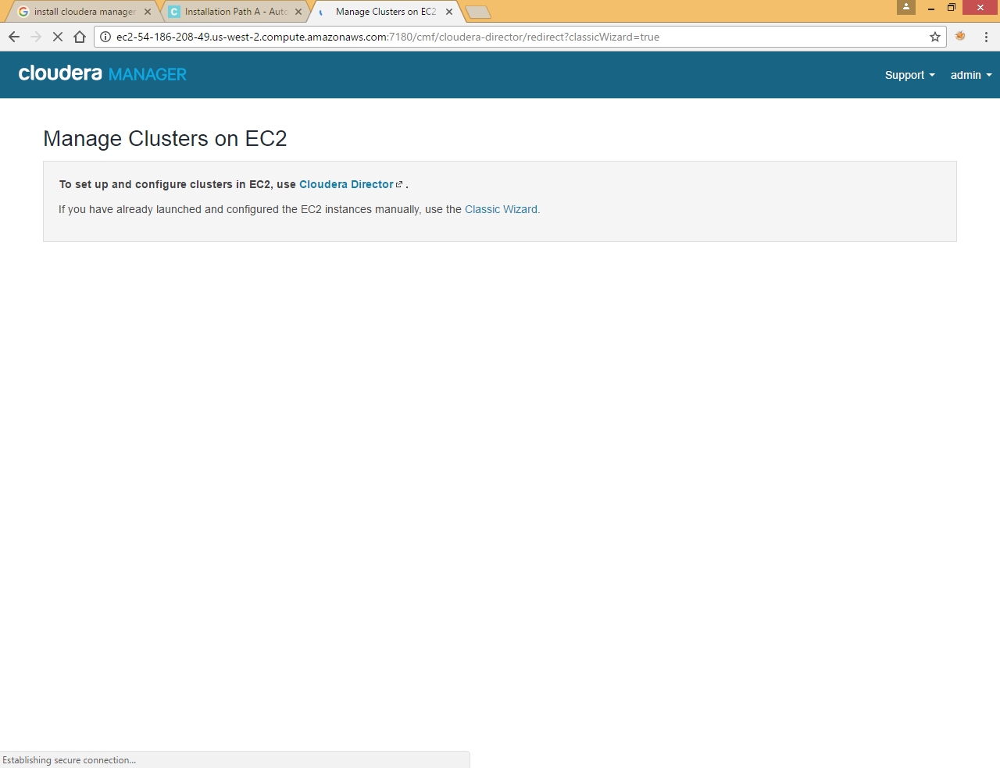 install cloudera manager
Installation Path A - Auto
Manage Clusters on EC2
ec2-54-186-208-49.us-west-2.compute.amazonaws.com:7180/cmf/cloudera-director/redirect?classicWizard=true
cloudera MANAGER
Support
admin
Manage Clusters on EC2
To set up and configure clusters in EC2, use Cloudera Director .
If you have already launched and configured the EC2 instances manually, use the Classic Wizard.
Establishing secure connection...